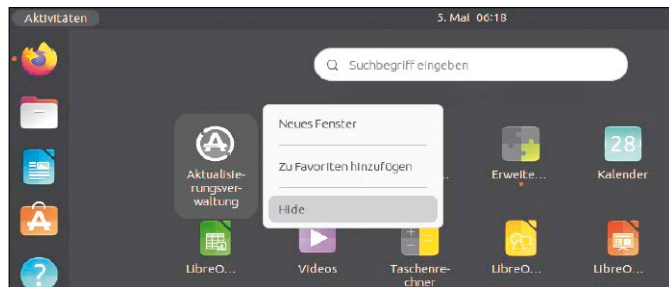 Aktivitäten
5. Mai 06:18
Suchbegriff eingeben
Neues Fenster
Zu Favoriten hinzufügen
Hide
Aktualisie-
rungsver-
waltung
...
Erweite...
28
Kalender
LibreO...
Videos
Taschenre-
chner
LibreO...
LibreO...